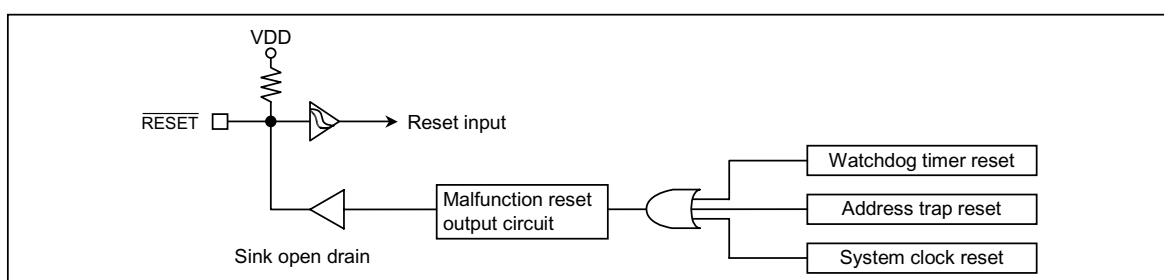 VDD
RESET
Reset input
Watchdog timer reset
Malfunction reset
output circuit
Address trap reset
Sink open drain
System clock reset